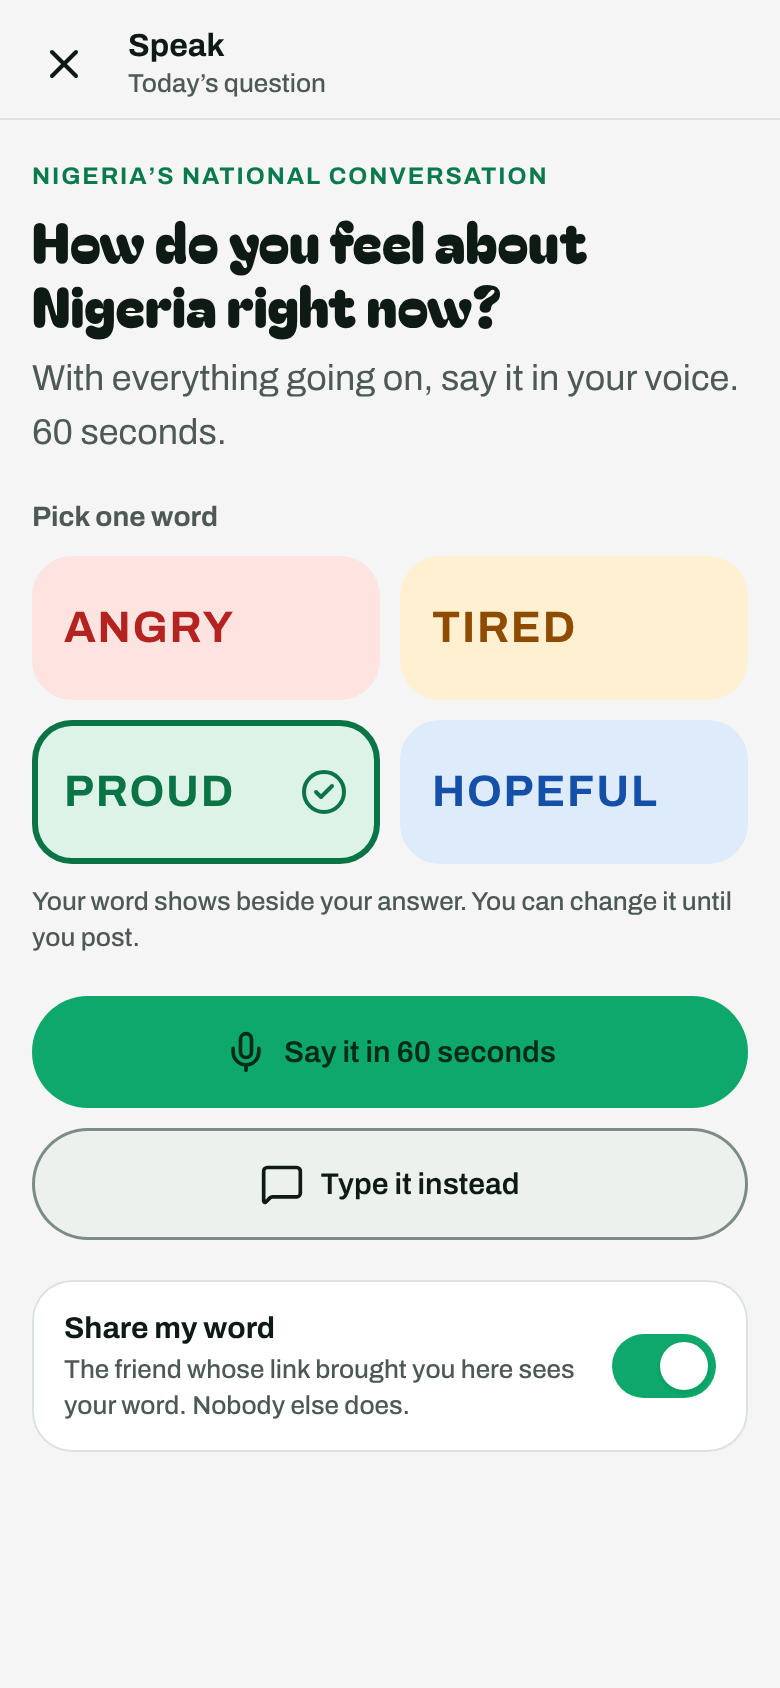 Speak
Today’s question
NIGERIA’S NATIONAL CONVERSATION
How do you feel about
Nigeria right now?
With everything going on, say it in your voice.
60 seconds.
Pick one word
ANGRY
TIRED
PROUD
HOPEFUL
Your word shows beside your answer. You can change it until
you post.
Say it in 60 seconds
Type it instead
Share my word
The friend whose link brought you here sees
your word. Nobody else does.